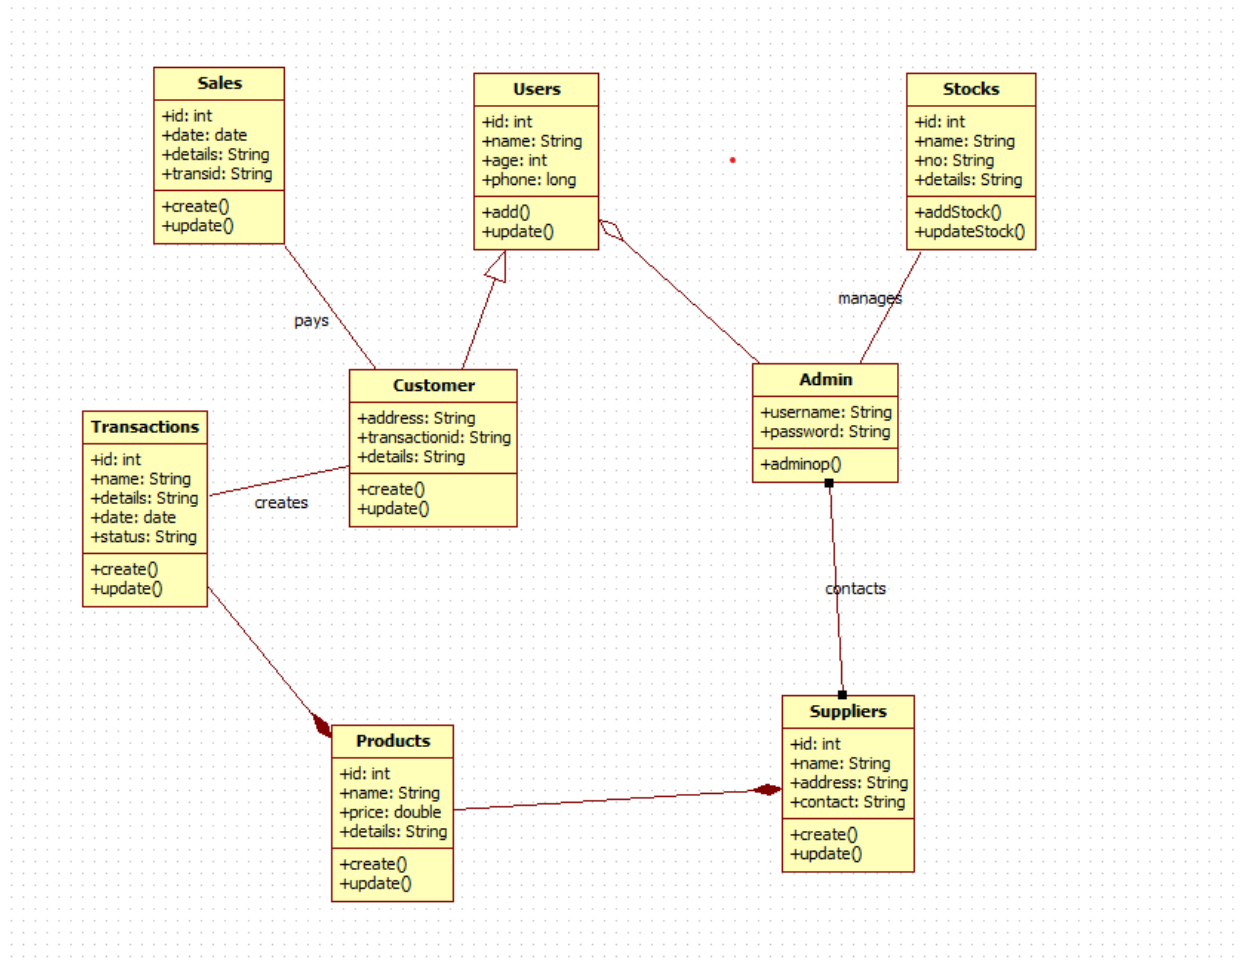 Sales
+id: int
+date: date
+details: String
+transid: String
+create()
+update()
Users
+id: int
+name: String
+age: int
+phone: long
+add()
+update()
Stocks
+id: int
+name: String
+no: String
+details: String
+addStock()
+updateStock()
pays
manages
Customer
+address: String
+transactionid: String
+details: String
+create()
+update()
Admin
+username: String
+password: String
+adminop()
Transactions
+id: int
+name: String
+details: String
+date: date
+status: String
+create()
+update()
creates
contacts
Products
+id: int
+name: String
+price: double
+details: String
+create()
+update()
Suppliers
+id: int
+name: String
+address: String
+contact: String
+create()
+update()